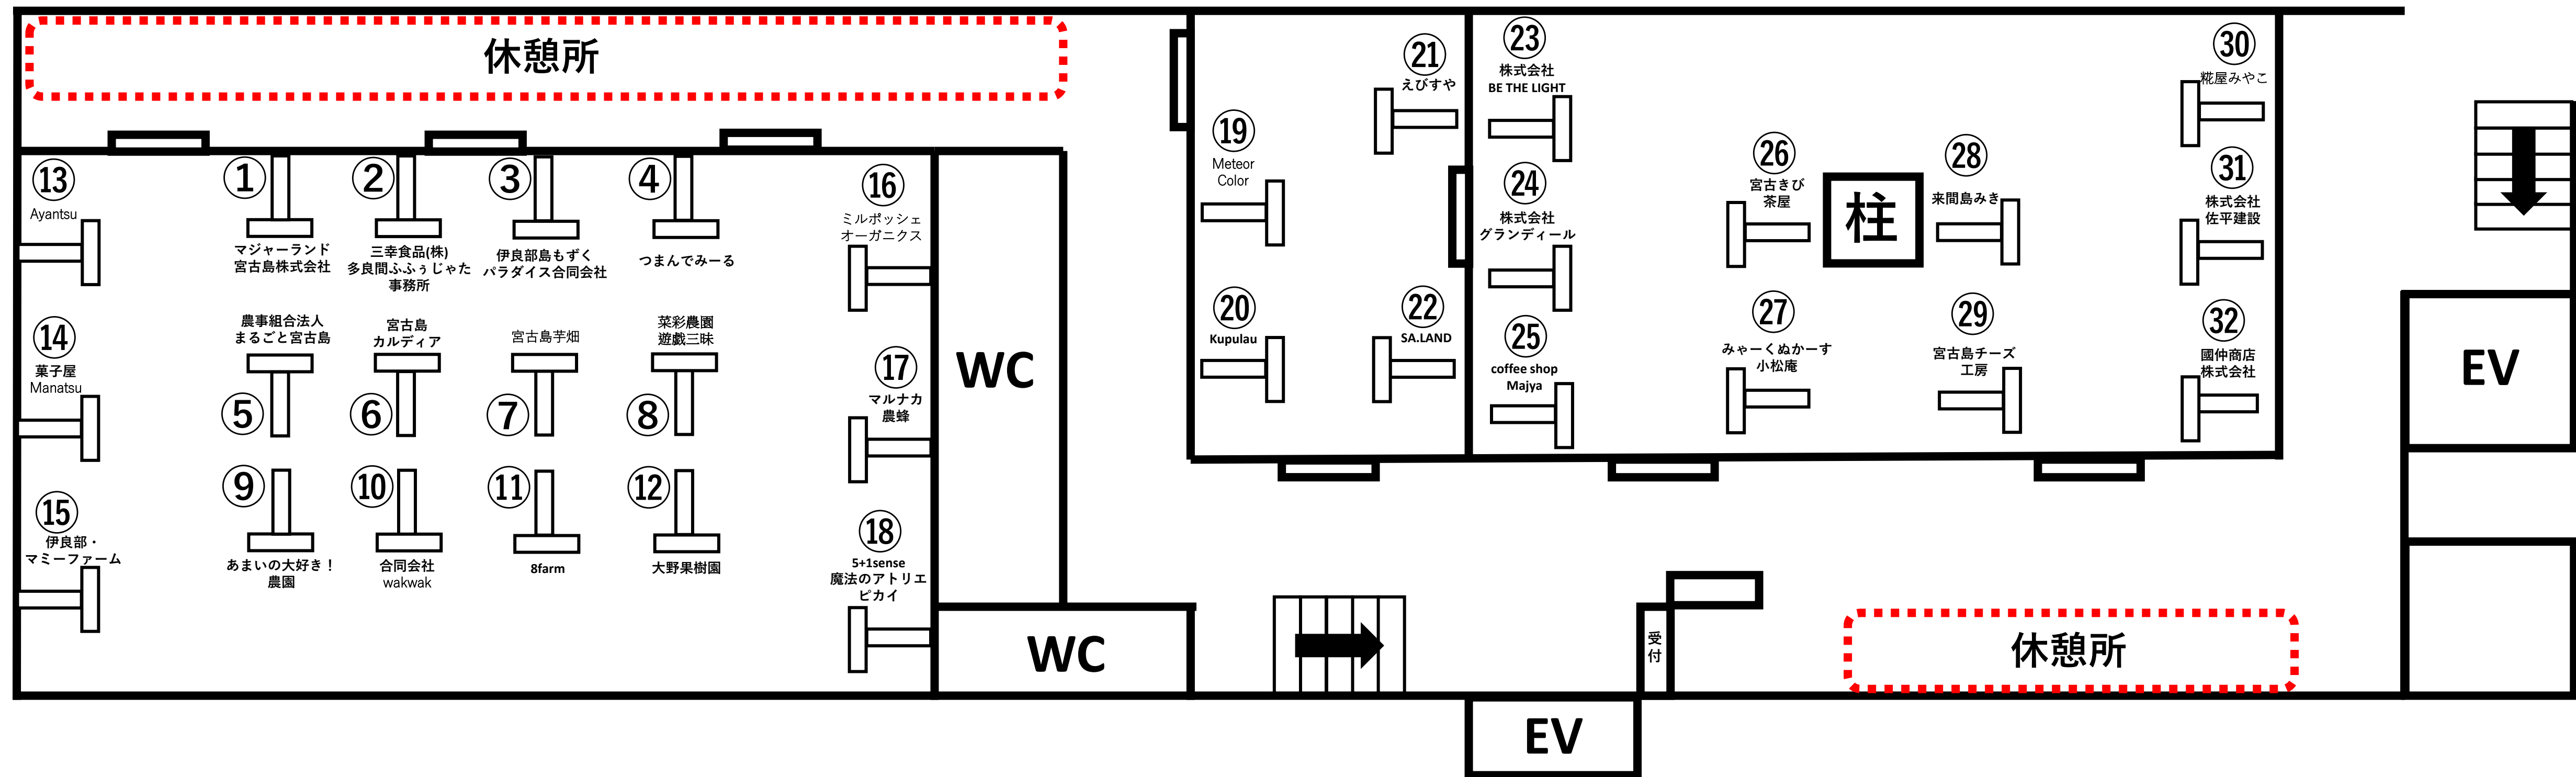 休憩所
⑬
Ayantsu
①
マジャーランド
宮古島株式会社
②
三幸食品(株)
多良間ふふぅじゃた
事務所
③
伊良部島もずく
パラダイス合同会社
④
つまんでみーる
⑯
ミルポッシェ
オーガニクス
⑭
菓子屋
Manatsu
農事組合法人
まるごと宮古島
⑤
宮古島
カルディア
⑥
宮古島芋畑
⑦
菜彩農園
遊戯三昧
⑧
⑰
マルナカ
農蜂
⑮
伊良部・
マミーファーム
⑨
あまいの大好き！
農園
⑩
合同会社
wakwak
⑪
8farm
⑫
大野果樹園
⑱
5+1sense
魔法のアトリエ
ピカイ
WC
WC
⑲
Meteor
Color
⑳
Kupulau
㉑
えびすや
㉒
SA.LAND
㉓
株式会社
BE THE LIGHT
㉔
株式会社
グランディール
㉕
coffee shop
Majya
㉖
宮古きび
茶屋
柱
㉘
来間島みき
㉗
みゃーくぬかーす
小松庵
㉙
宮古島チーズ
工房
㉚
糀屋みやこ
㉛
株式会社
佐平建設
㉜
國仲商店
株式会社
EV
受
付
休憩所
EV